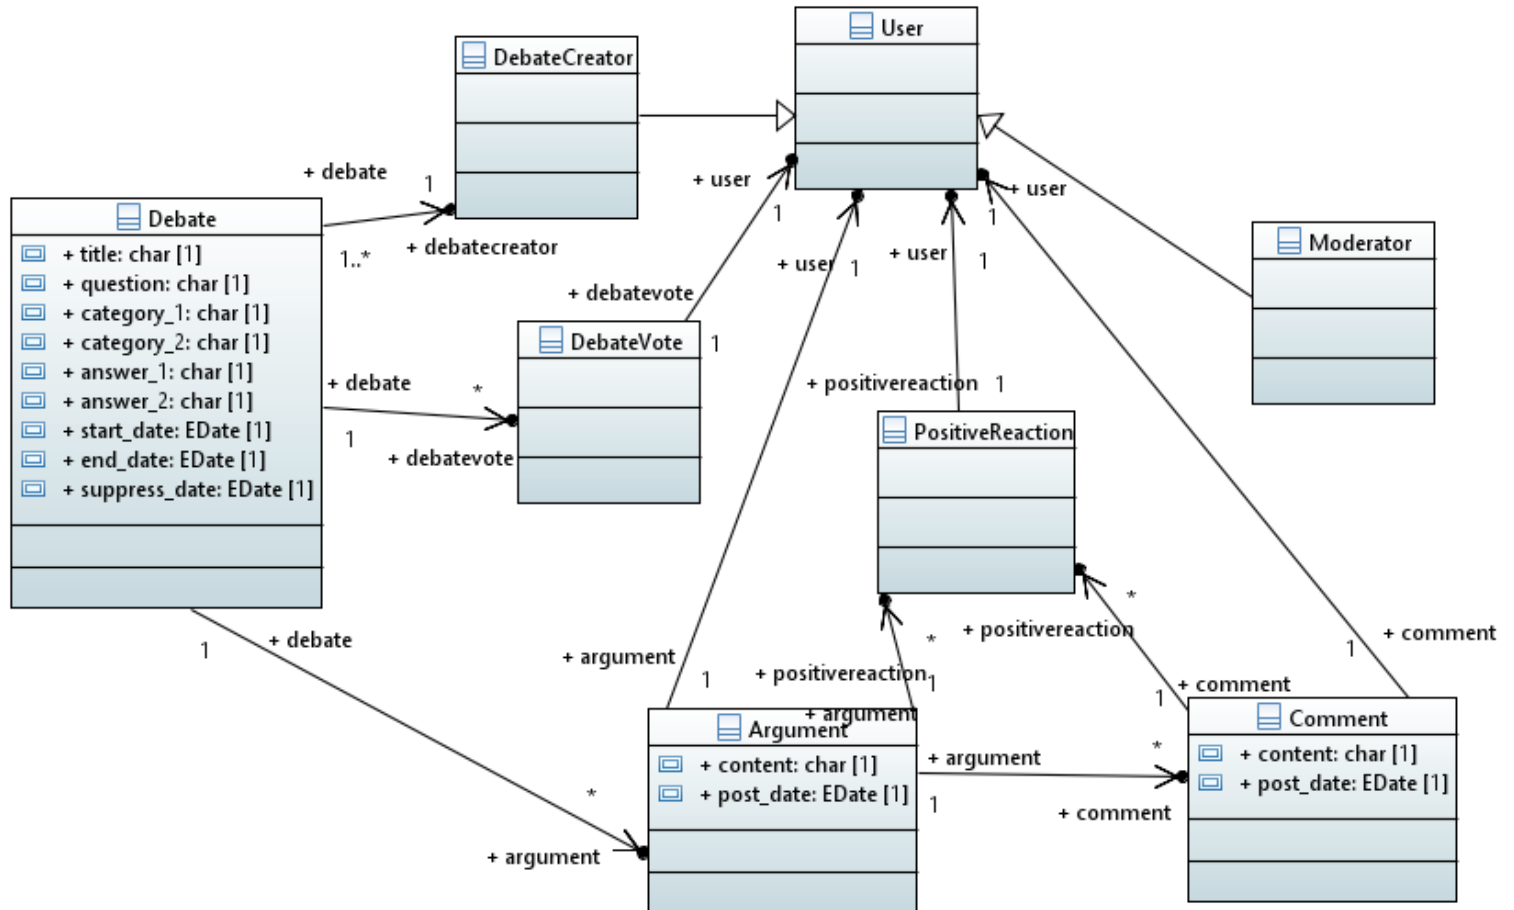 User
DebateCreator
+ debate
1
+ user
+ user
1
1
Moderator
Debate
+ title: char [1]
+ question: char [1]
+ category_1: char [1]
+ category_2: char [1]
+ answer_1: char [1]
+ answer_2: char [1]
+ start_date: EDate [1]
+ end_date: EDate [1]
+ suppress_date: EDate [1]
1..*
+ debatecreator
+ user
1
+ user
1
+ debatevote
DebateVote
1
+ debate
*
1
+ debatevote
+ positivereaction
1
PositiveReaction
*
+ positivereaction
*
+ comment
1
1
+ debate
+ argument
1
+ positivereaction
1
+ argument
1
+ comment
Argument
+ content: char [1]
+ post_date: EDate [1]
+ argument
*
1
+ comment
Comment
+ content: char [1]
+ post_date: EDate [1]
*
+ argument